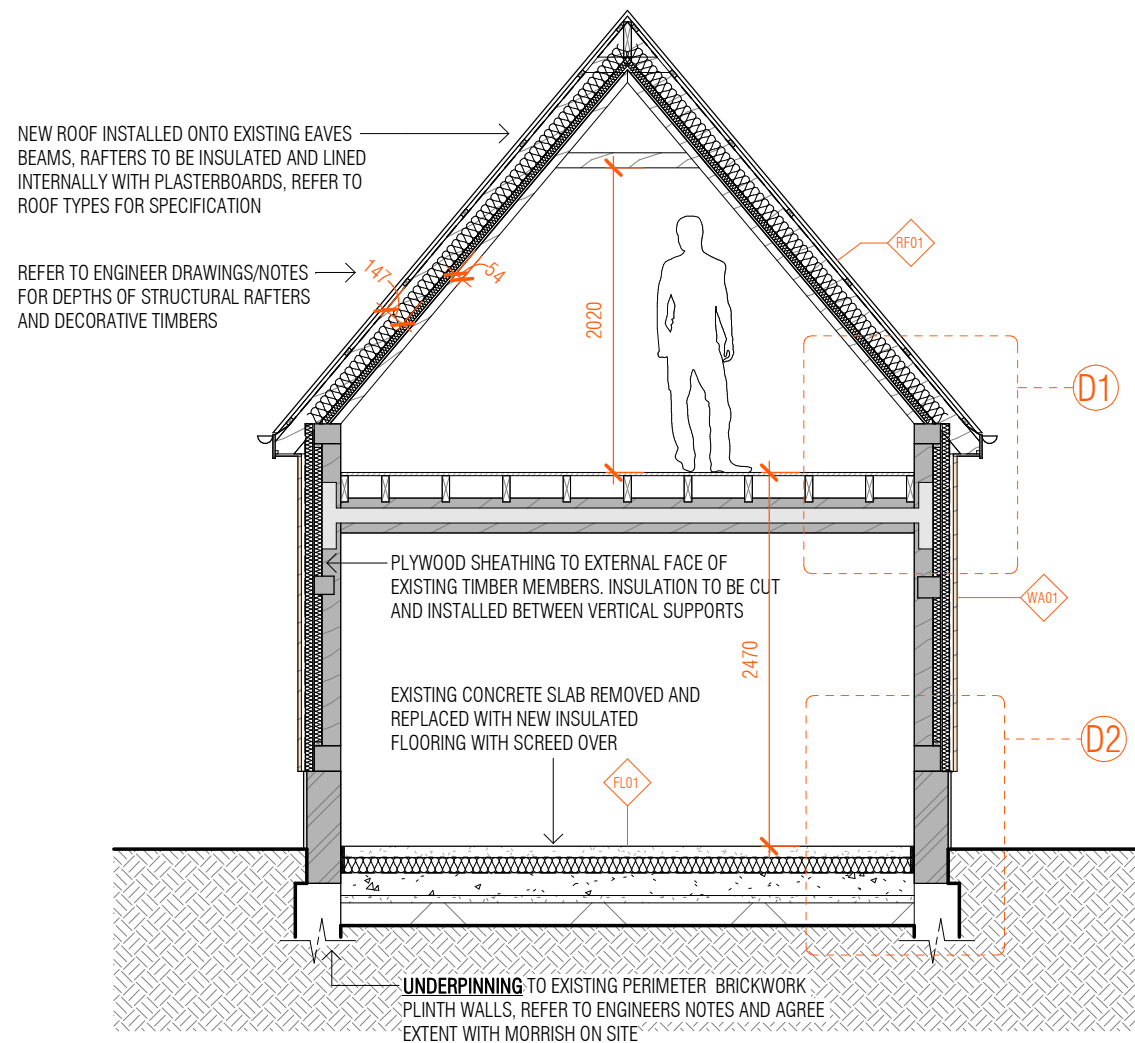 NEW ROOF INSTALLED ONTO EXISTING EAVES
BEAMS, RAFTERS TO BE INSULATED AND LINED
INTERNALLY WITH PLASTERBOARDS, REFER TO
ROOF TYPES FOR SPECIFICATION
RF01
REFER TO ENGINEER DRAWINGS/NOTES
FOR DEPTHS OF STRUCTURAL RAFTERS
AND DECORATIVE TIMBERS
147
54
2020
D1
PLYWOOD SHEATHING TO EXTERNAL FACE OF
EXISTING TIMBER MEMBERS. INSULATION TO BE CUT
AND INSTALLED BETWEEN VERTICAL SUPPORTS
WA01
2470
EXISTING CONCRETE SLAB REMOVED AND
REPLACED WITH NEW INSULATED
FLOORING WITH SCREED OVER
D2
FL01
UNDERPINNING TO EXISTING PERIMETER BRICKWORK
PLINTH WALLS, REFER TO ENGINEERS NOTES AND AGREE
EXTENT WITH MORRISH ON SITE